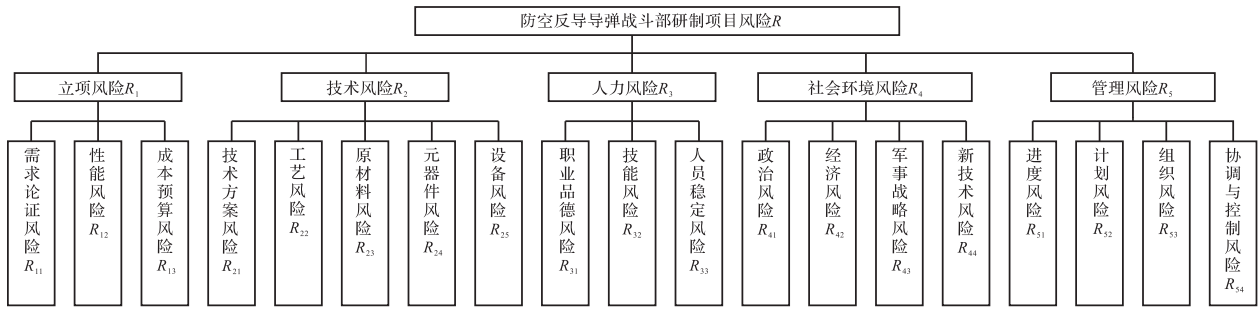 防空反导导弹战斗部研制项目风险R
立项风险R1
技术风险R2
人力风险R3
社会环境风险R4
管理风险R5
需求论证风险R11
性能风险R12
成本预算风险R13
技术方案风险R21
工艺风险R22
原材料风险R23
元器件风险R24
设备风险R25
职业品德风险R31
技能风险R32
人员稳定风险R33
政治风险R41
经济风险R42
军事战略风险R43
新技术风险R44
进度风险R51
计划风险R52
组织风险R53
协调与控制风险R54